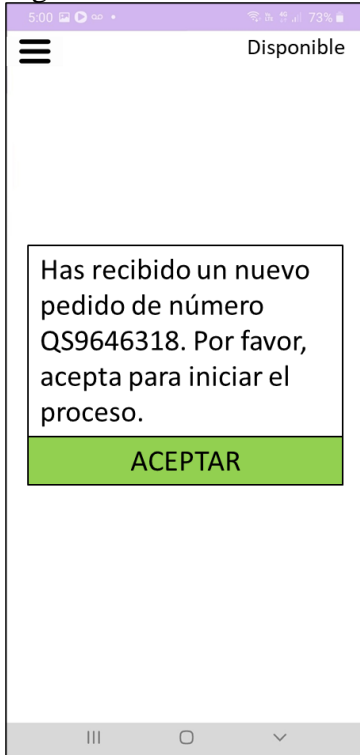 5:00 73%
Disponible
Has recibido un nuevo
pedido de número
QS9646318. Por favor,
acepta para iniciar el
proceso.
ACEPTAR